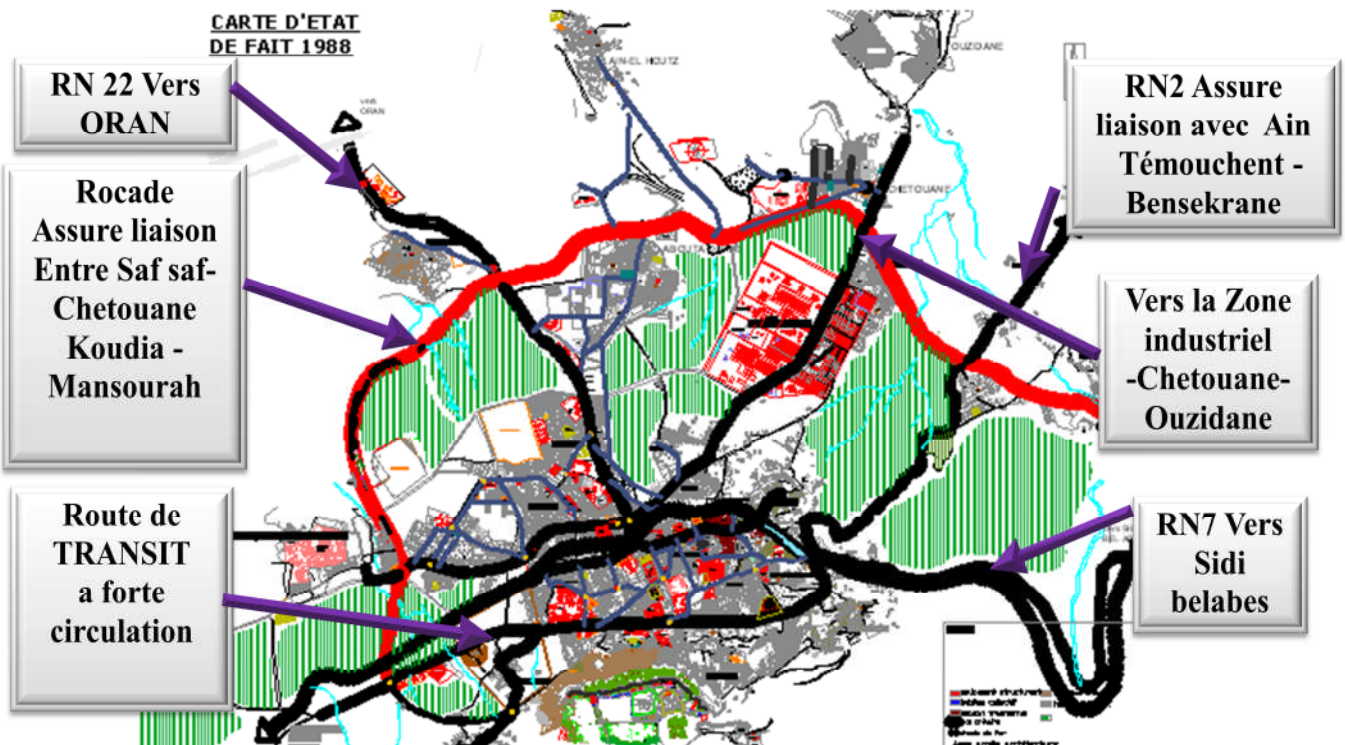 CARTE D'ETAT
DE FAIT 1988
RN 22 Vers
ORAN
Rocade
Assure liaison
Entre Saf saf-
Chetouane
Koudia -
Mansourah
Route de
TRANSIT
a forte
circulation
RN2 Assure
liaison avec Ain
Témouchent -
Bensekrane
Vers la Zone
industriel
-Chetouane-
Ouzidane
RN7 Vers
Sidi
belabes
AIN-EL HOUTZ
OUZIDANE
ORAN
CHETOUANE